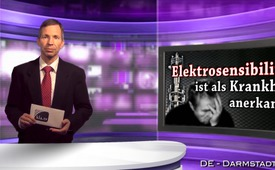 "Elektrosensibili
ist als Krankh
anerkan
DE - DARMSTADT